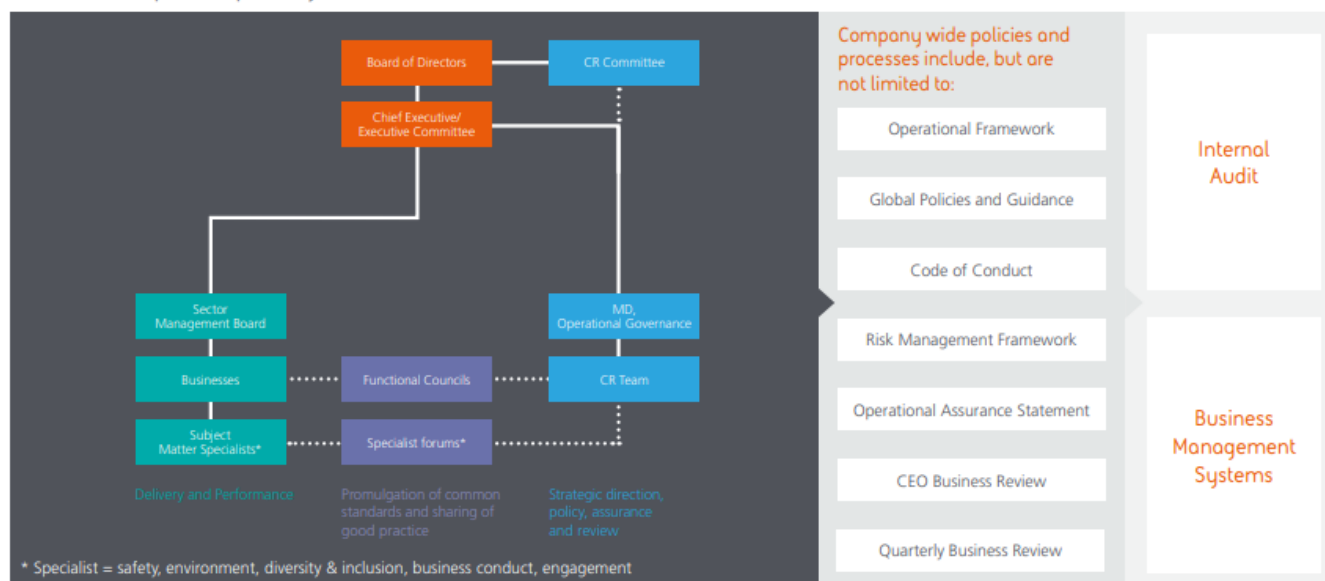 Board of Directors
CR Committee
Chief Executive/
Executive Committee
Sector
Management Board
MD,
Operational Governance
Businesses
Functional Councils
CR Team
Subject
Matter Specialists*
Specialist forums*
Delivery and Performance
Promulgation of common
standards and sharing of
good practice
Strategic direction,
policy, assurance
and review
* Specialist = safety, environment, diversity & inclusion, business conduct, engagement
Company wide policies and
processes include, but are
not limited to:
Operational Framework
Global Policies and Guidance
Code of Conduct
Risk Management Framework
Operational Assurance Statement
CEO Business Review
Quarterly Business Review
Internal
Audit
Business
Management
Systems